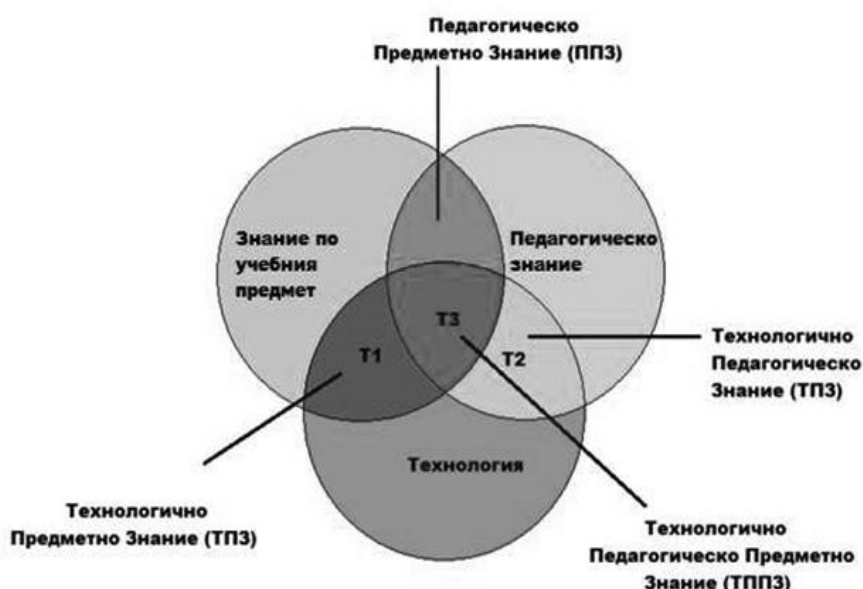 Педагогическо
Предметно Знание (ППЗ)
Знание по
учебния
предмет
Педагогическо
знание
Т3
Т1
Т2
Технологично
Педагогическо
Знание (ТПЗ)
Технология
Технологично
Предметно Знание (ТПЗ)
Технологично
Педагогическо Предметно
Знание (ТППЗ)